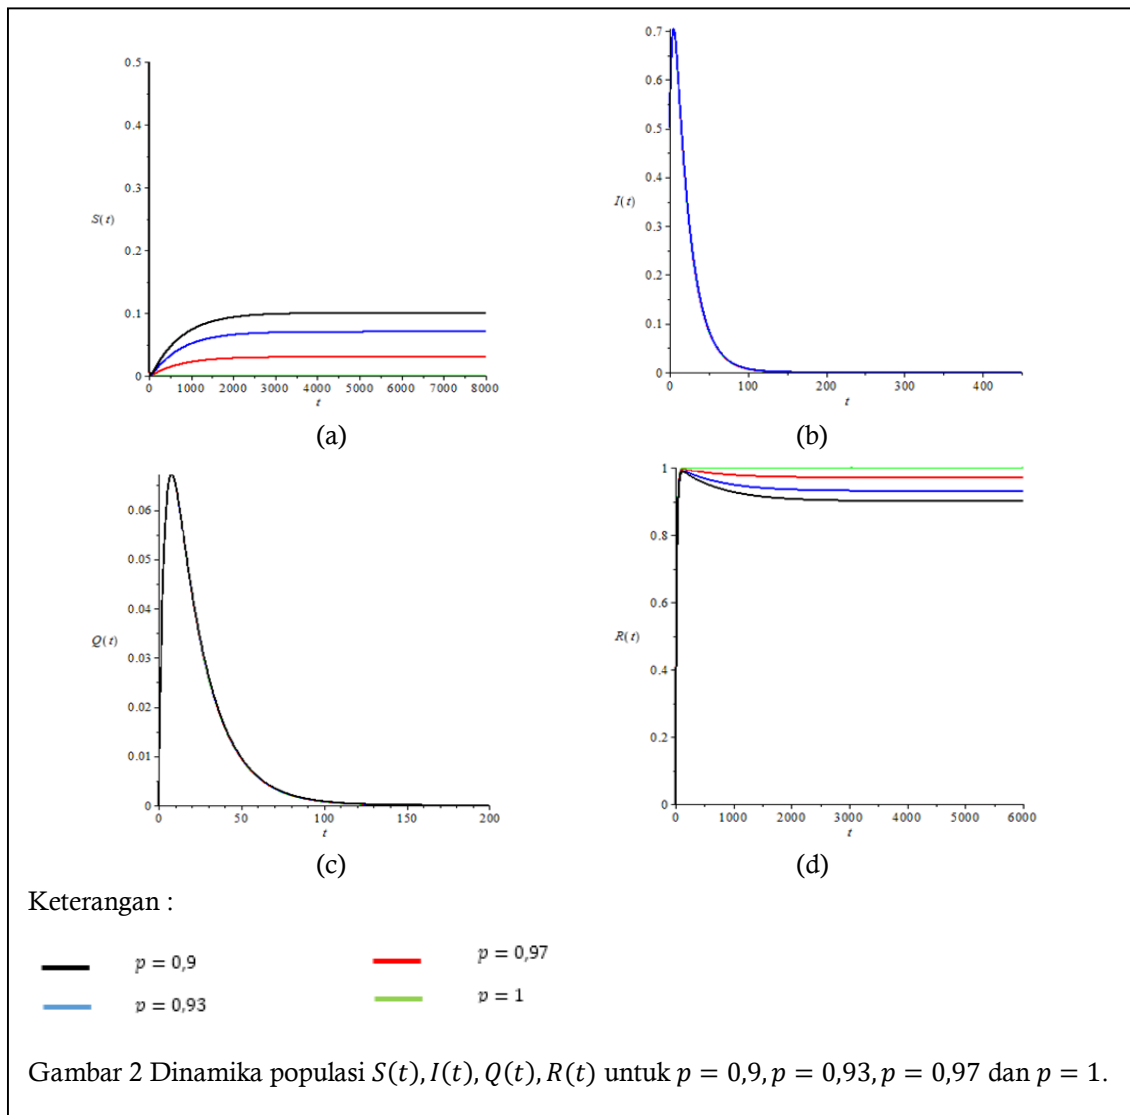 0.5
0.4
0.3
S(t)
0.2
0.1
0
0 1000 2000 3000 4000 5000 6000 7000 8000
t
(a)
0.7
0.6
0.5
0.4
I(t)
0.3
0.2
0.1
0
0 100 200 300 400
t
(b)
0.06
0.05
0.04
Q(t)
0.03
0.02
0.01
0
0 50 100 150 200
t
(c)
1
0.8
0.6
R(t)
0.4
0.2
0
0 1000 2000 3000 4000 5000 6000
t
(d)
Keterangan :
p = 0,9
p = 0,97
p = 0,93
p = 1
Gambar 2 Dinamika populasi S(t), I(t), Q(t), R(t) untuk p = 0,9, p = 0,93, p = 0,97 dan p = 1.